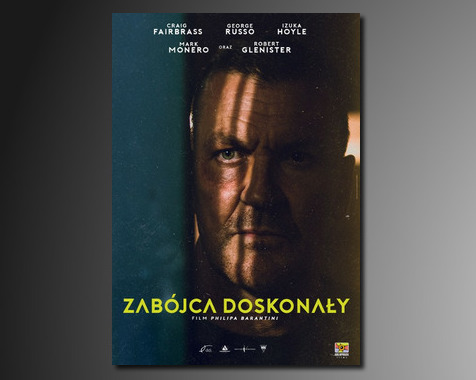 CRAIG
FAIRBRASS
GEORGE
RUSSO
IZUKA
HOYLE
MARK
MONERO
ORAZ
ROBERT
GLENISTER
ZABÓJCA DOSKONAŁY
FILM PHILIPA BARANTINI